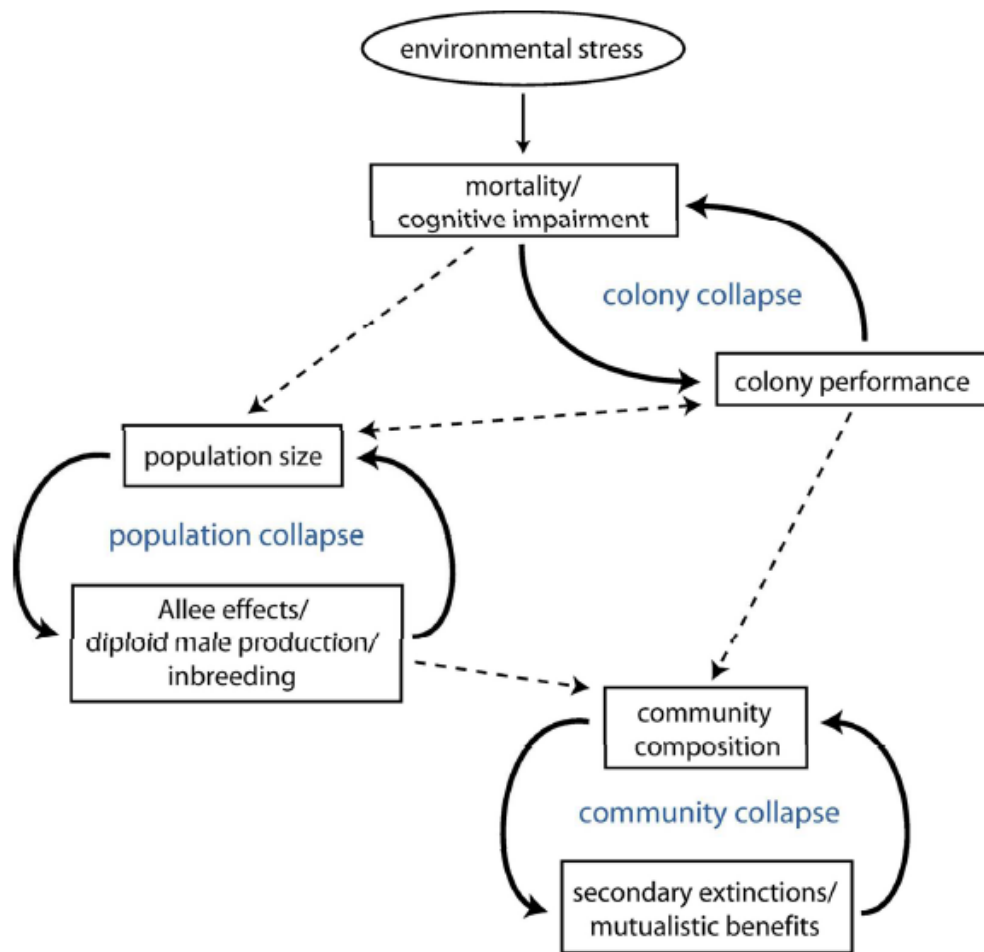 environmental stress
mortality/
cognitive impairment
colony collapse
colony performance
population size
population collapse
Allee effects/
diploid male production/
inbreeding
community
composition
community collapse
secondary extinctions/
mutualistic benefits